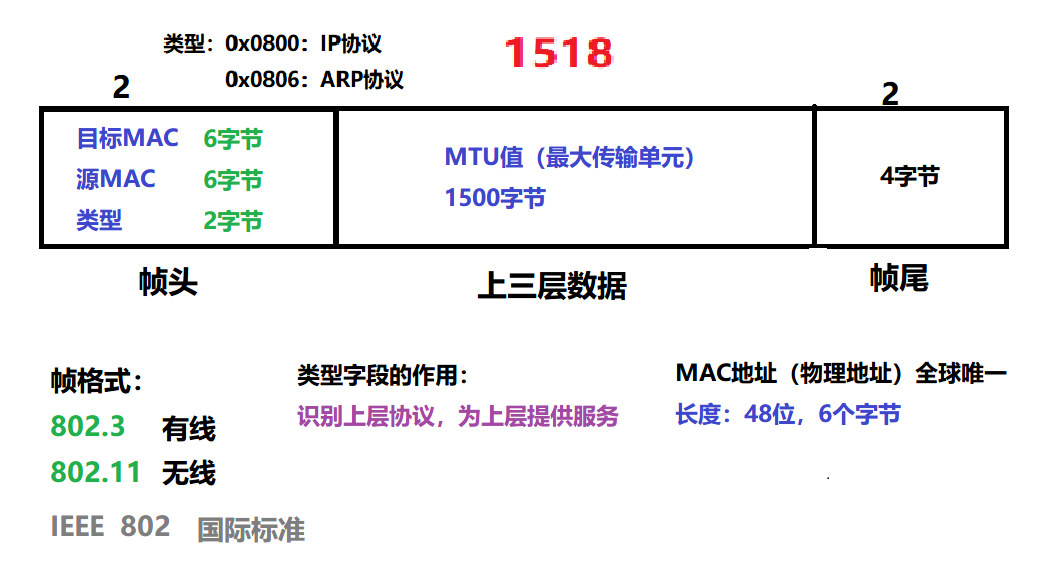 类型：0x0800：IP协议
0x0806：ARP协议
1518
2
2
目标MAC 6字节
源MAC 6字节
类型 2字节
MTU值（最大传输单元）
1500字节
4字节
帧头
上三层数据
帧尾
帧格式：
802.3 有线
802.11 无线
IEEE 802 国际标准
类型字段的作用：
识别上层协议，为上层提供服务
MAC地址（物理地址）全球唯一
长度：48位，6个字节